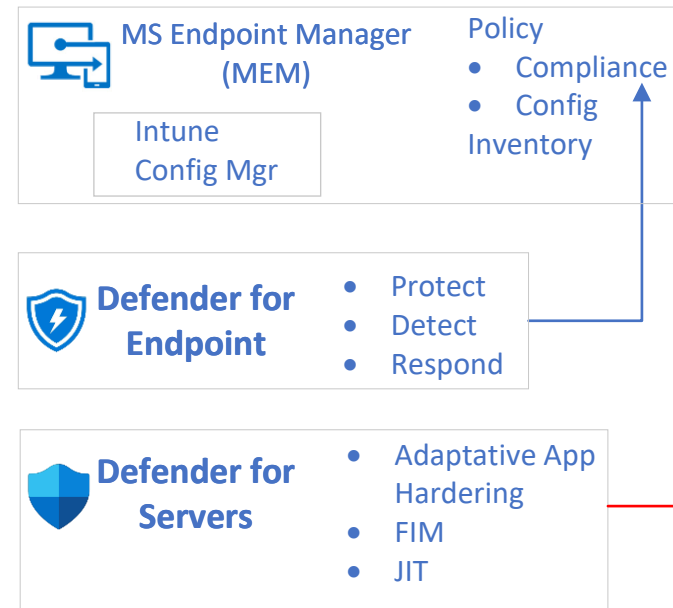 MS Endpoint Manager
(MEM)
Intune
Config Mgr
Policy
• Compliance
• Config
Inventory
Defender for
Endpoint
• Protect
• Detect
• Respond
Defender for
Servers
• Adaptative App
Hardering
• FIM
• JIT